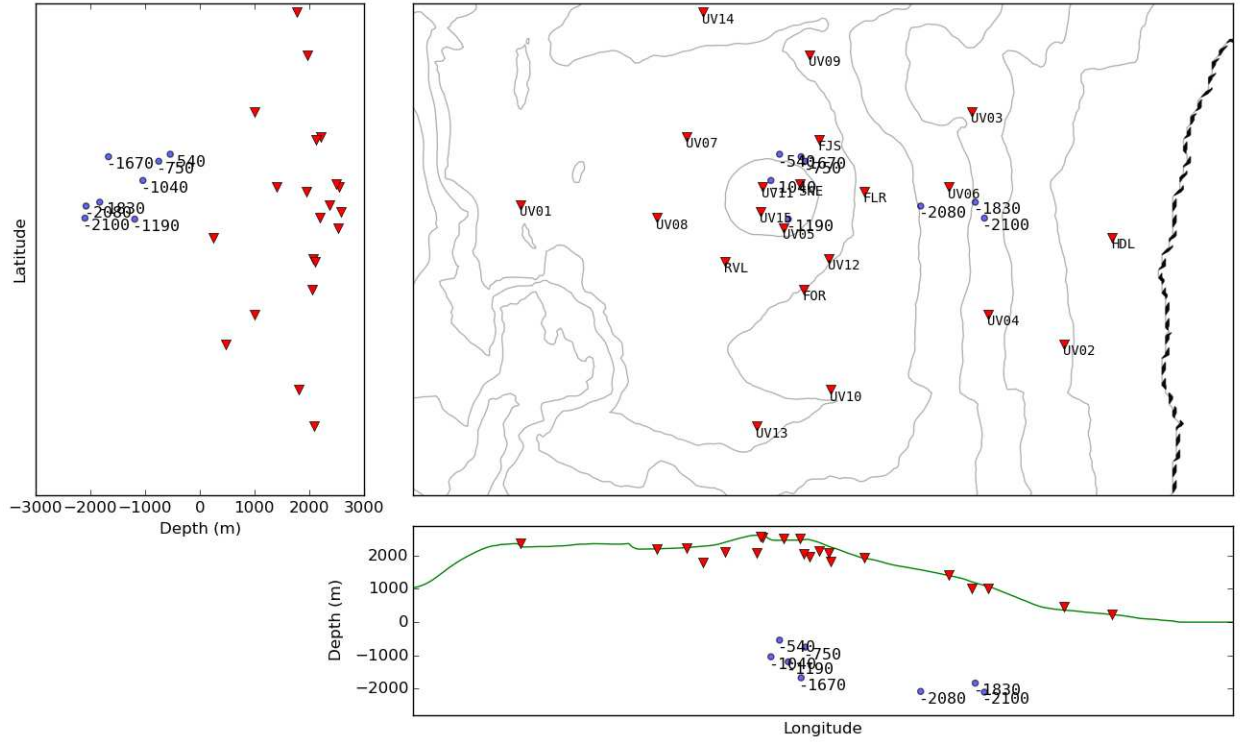 UV14
UV09
UV03
UV07
FJS
-540
-1670
-750
-1670
-540
-750
-1040
-1040
SNE
UV11
UV06
FLR
UV01
UV15
-1830
-2080
-2100
-1190
-2080
-1830
-2100
UV08
-1190
UV05
HDL
RVL
UV12
FOR
UV04
UV02
UV10
UV13
Latitude
−3000 −2000 −1000 0 1000 2000 3000
Depth (m)
2000
1000
0
−1000
−2000
Depth (m)
-540
-750
-1040
-1190
-1670
-1830
-2080
-2100
Longitude